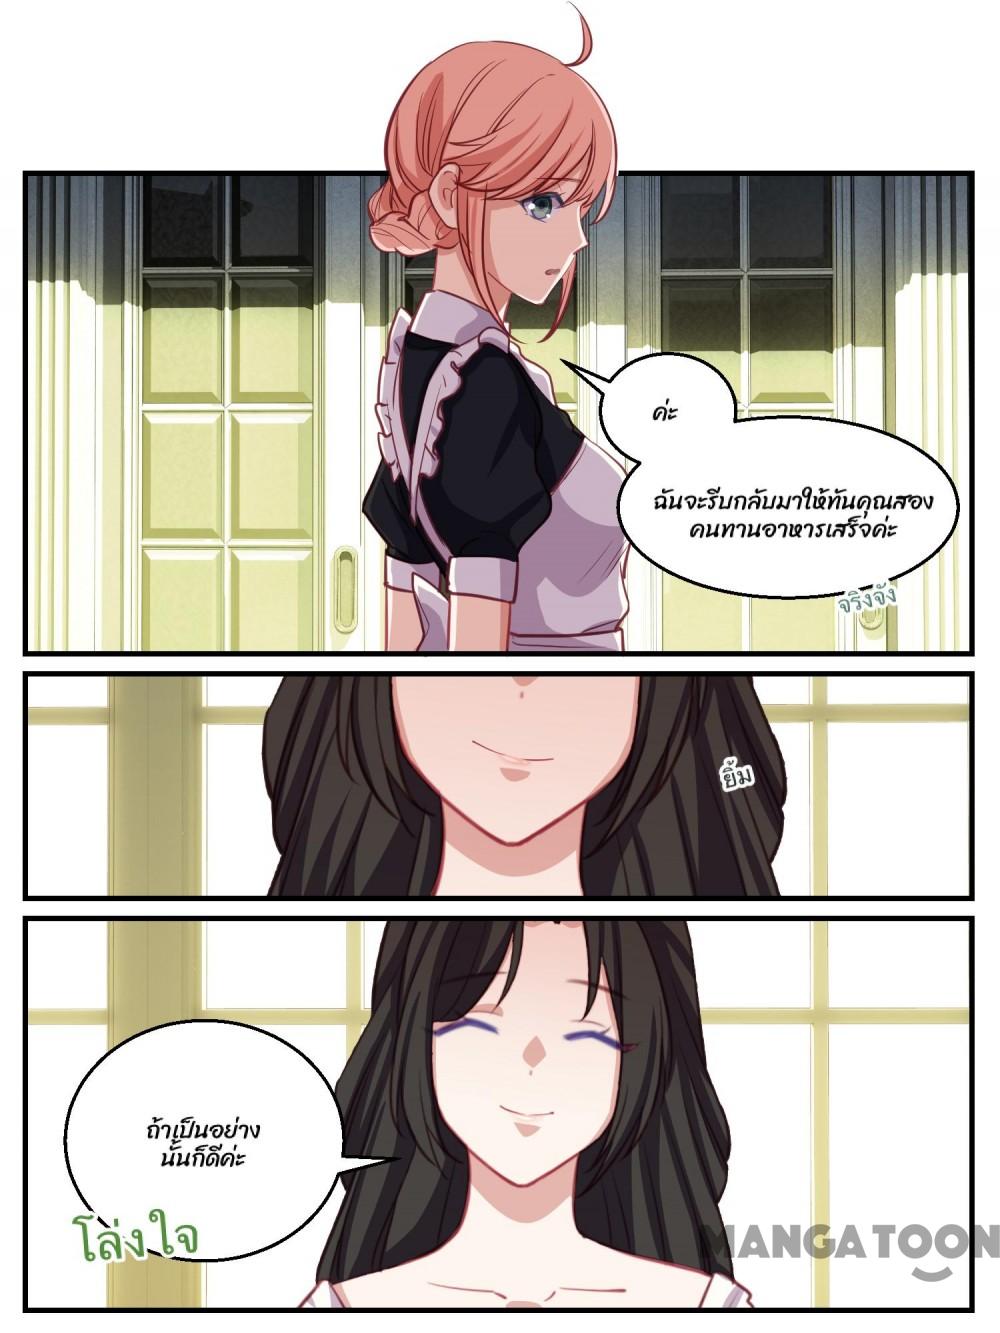 ค่ะ
ฉันจะรีบกลับมาให้ทันคุณสอง
คนทานอาหารเสร็จค่ะ
จริงจัง
ยิ้ม
ถ้าเป็นอย่าง
นั้นก็ดีค่ะ
โล่งใจ
MANGATOON